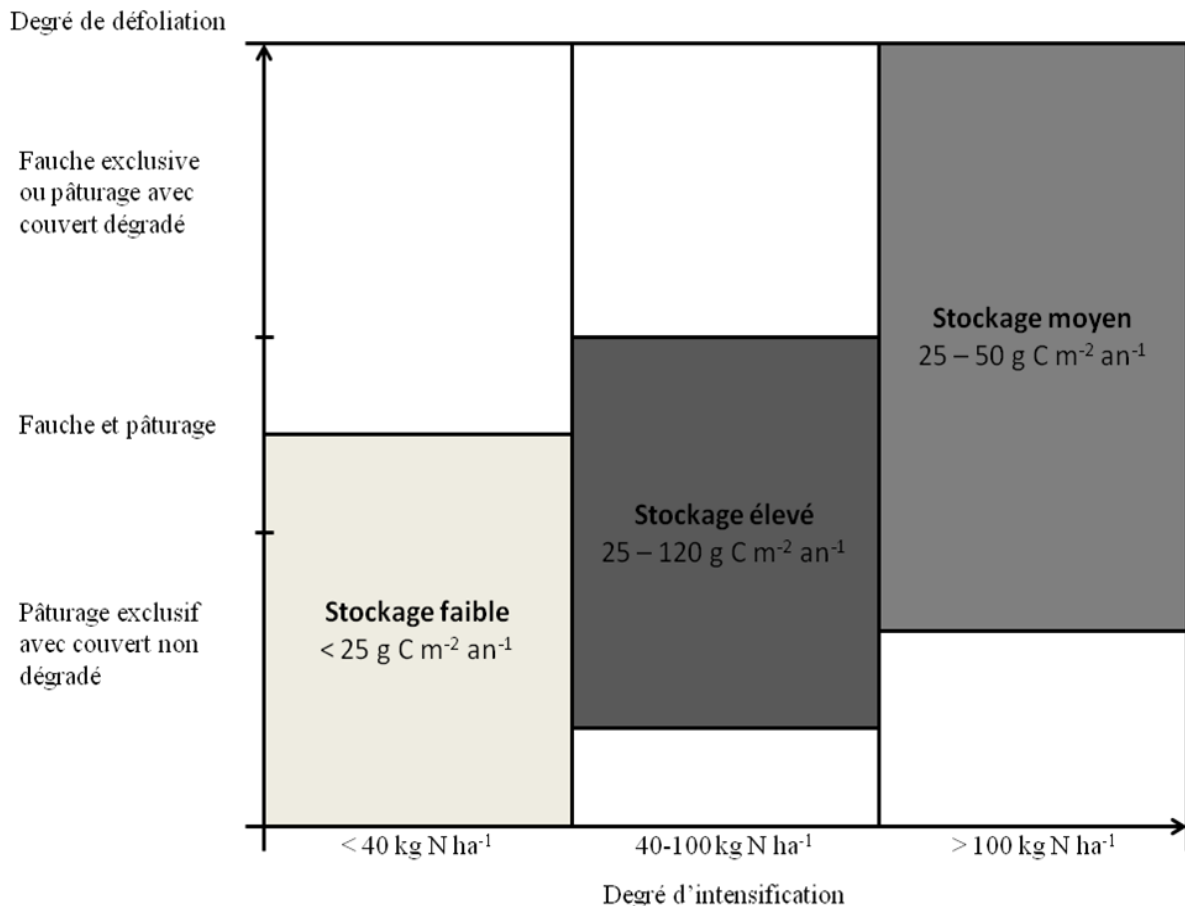 Degré de défoliation
Fauche exclusive
ou pâturage avec
couvert dégradé
Stockage moyen
25 – 50 g C m⁻² an⁻¹
Fauche et pâturage
Stockage élevé
25 – 120 g C m⁻² an⁻¹
Pâturage exclusif
avec couvert non
dégradé
Stockage faible
< 25 g C m⁻² an⁻¹
< 40 kg N ha⁻¹
40-100 kg N ha⁻¹
> 100 kg N ha⁻¹
Degré d’intensification